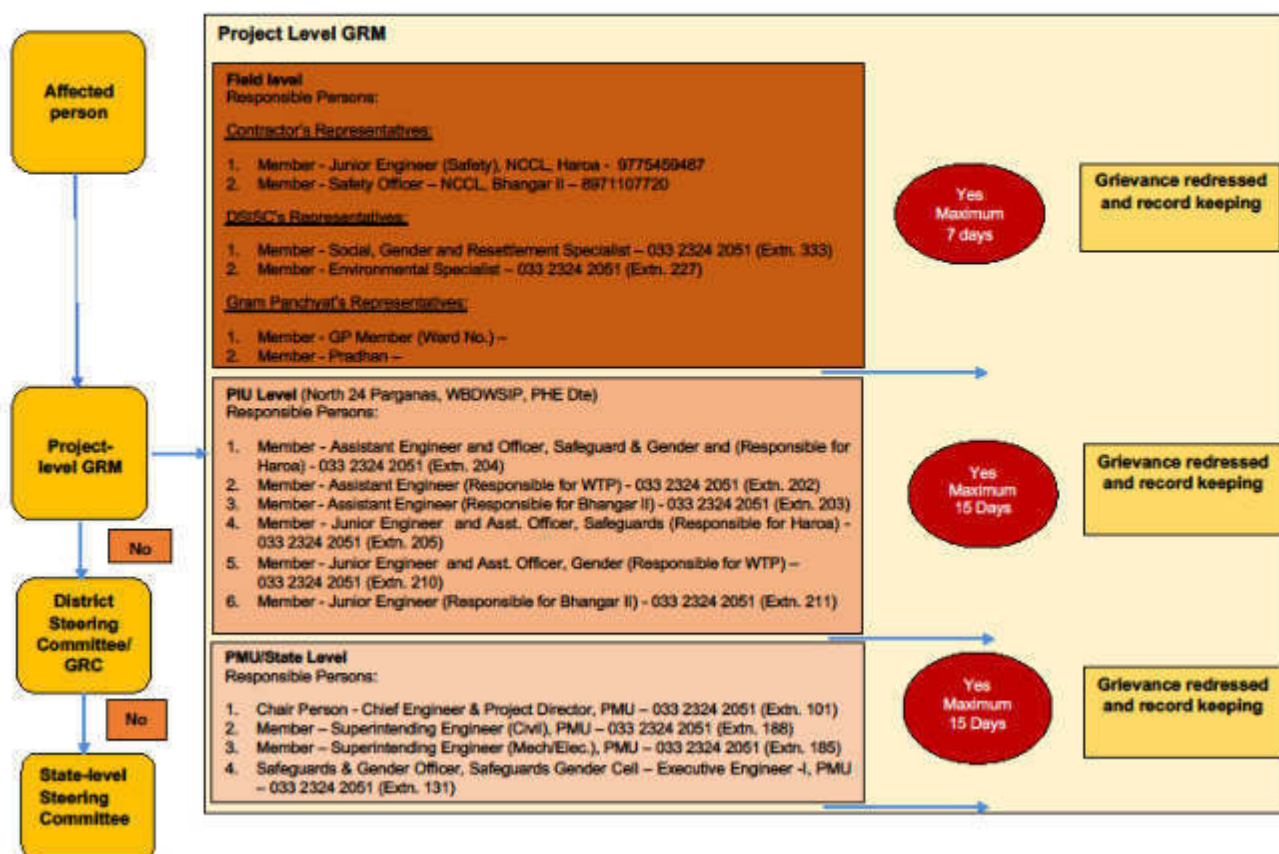 Affected
person
Project-
level GRM
No
District
Steering
Committee/
GRC
No
State-level
Steering
Committee
Project Level GRM
Field level
Responsible Persons:
Contractor's Representatives:
1. Member - Junior Engineer (Safety), NCCL, Haroa - 9775459487
2. Member - Safety Officer – NCCL, Bhangar II – 8971107720
DSISC's Representatives:
1. Member - Social, Gender and Resettlement Specialist – 033 2324 2051 (Extn. 333)
2. Member - Environmental Specialist – 033 2324 2051 (Extn. 227)
Gram Panchyat's Representatives:
1. Member - GP Member (Ward No.) –
2. Member - Pradhan –
Yes
Maximum
7 days
Grievance redressed
and record keeping
PIU Level (North 24 Parganas, WBDWSIP, PHE Dte)
Responsible Persons:
1. Member - Assistant Engineer and Officer, Safeguard & Gender and (Responsible for
Haroa) - 033 2324 2051 (Extn. 204)
2. Member - Assistant Engineer (Responsible for WTP) - 033 2324 2051 (Extn. 202)
3. Member - Assistant Engineer (Responsible for Bhangar II) - 033 2324 2051 (Extn. 203)
4. Member - Junior Engineer and Asst. Officer, Safeguards (Responsible for Haroa) -
033 2324 2051 (Extn. 205)
5. Member - Junior Engineer and Asst. Officer, Gender (Responsible for WTP) –
033 2324 2051 (Extn. 210)
6. Member - Junior Engineer (Responsible for Bhangar II) - 033 2324 2051 (Extn. 211)
Yes
Maximum
15 Days
Grievance redressed
and record keeping
PMU/State Level
Responsible Persons:
1. Chair Person - Chief Engineer & Project Director, PMU – 033 2324 2051 (Extn. 101)
2. Member – Superintending Engineer (Civil), PMU – 033 2324 2051 (Extn. 188)
3. Member – Superintending Engineer (Mech/Elec.), PMU – 033 2324 2051 (Extn. 185)
4. Safeguards & Gender Officer, Safeguards Gender Cell – Executive Engineer -I, PMU
– 033 2324 2051 (Extn. 131)
Yes
Maximum
15 Days
Grievance redressed
and record keeping